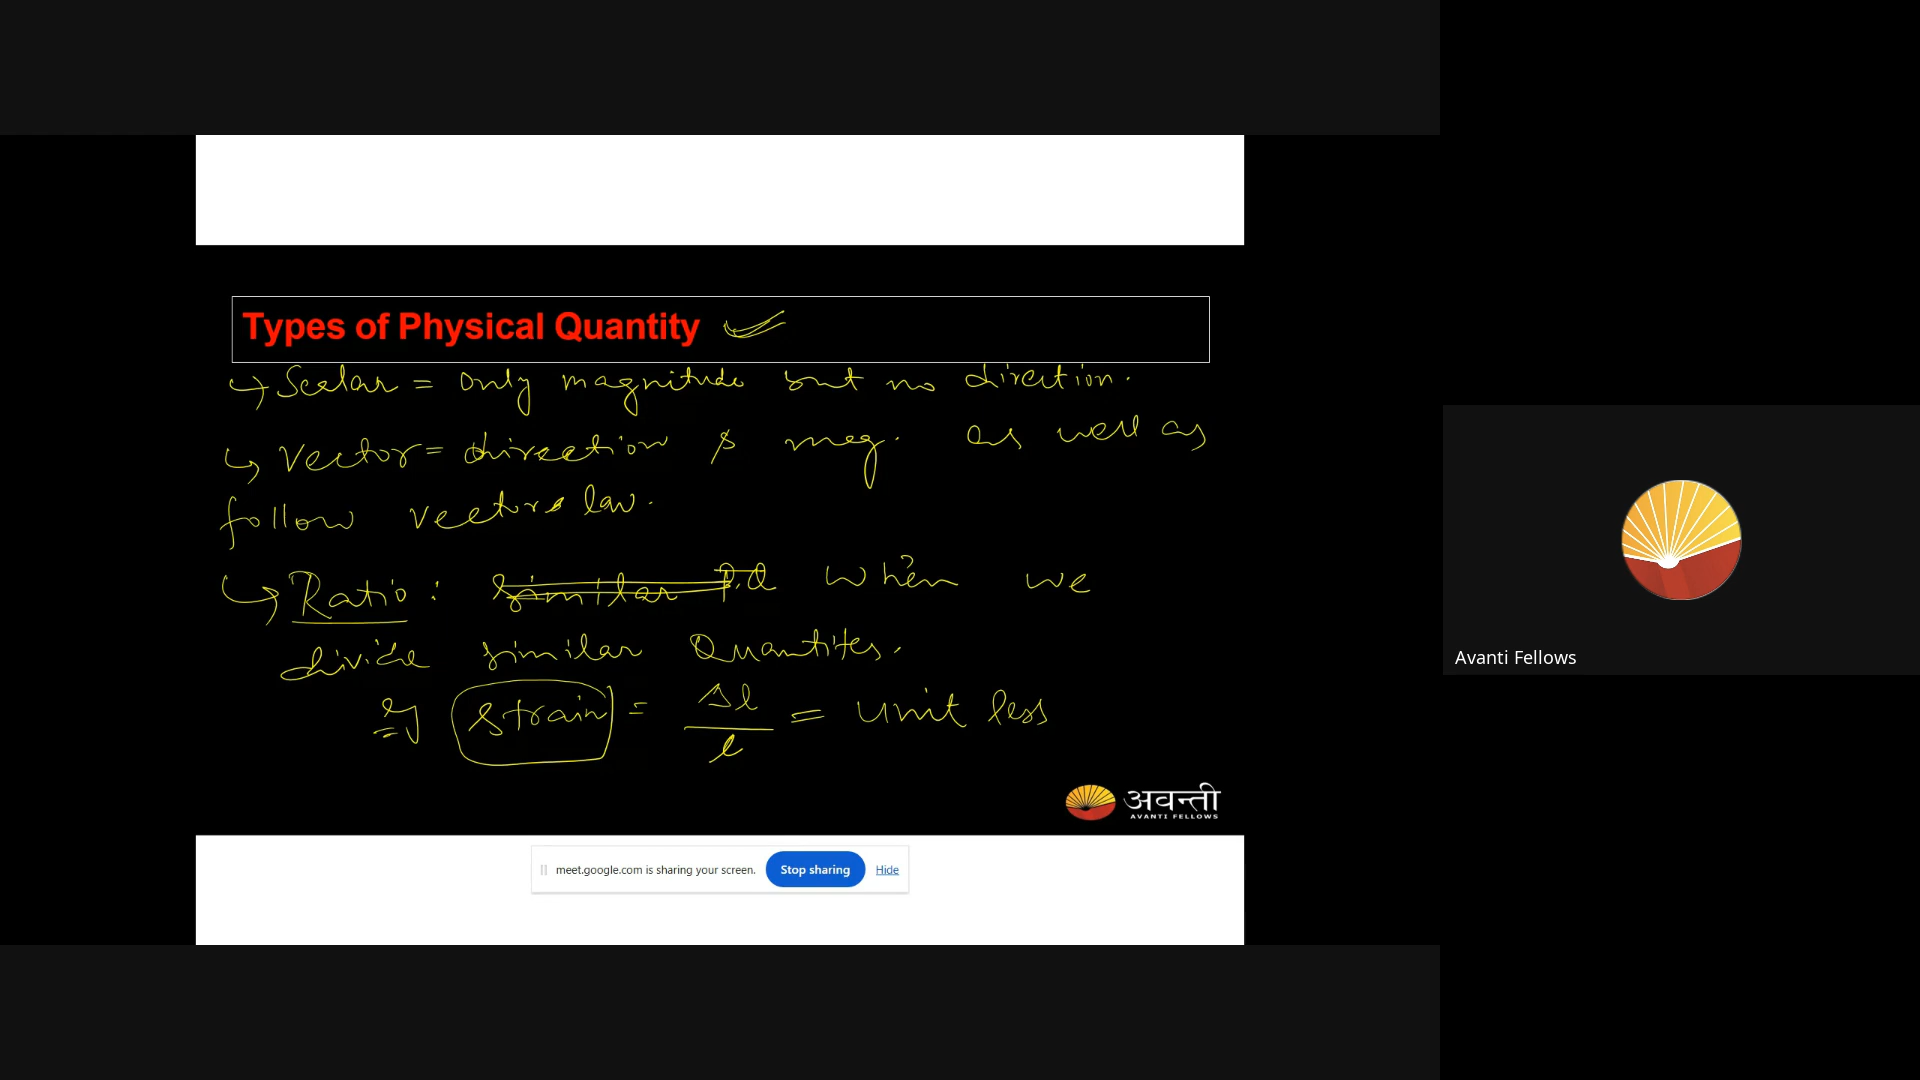 Types of Physical Quantity
↳ Scalar = only magnitude but no direction.
↳ Vector = direction & mag. as well as
follow vectors law.
↳ Ratio : similar P.Q when we
divide similar Quantites.
eg strain = Δl/l = unit less
अवन्ती
AVANTI FELLOWS
meet.google.com is sharing your screen. Stop sharing Hide
Avanti Fellows